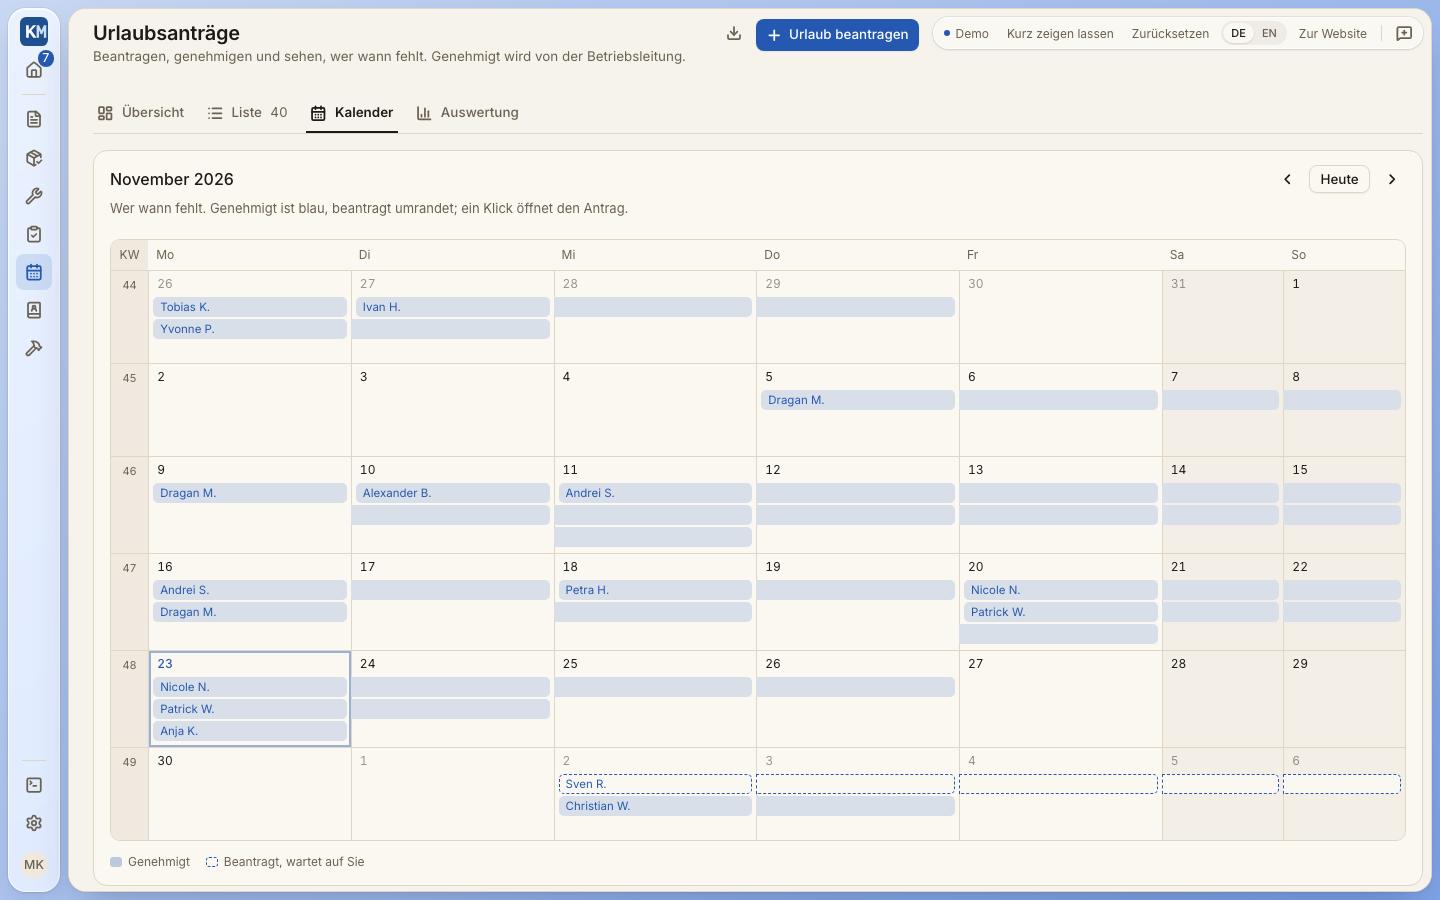 KM
7
MK
Urlaubsanträge
Beantragen, genehmigen und sehen, wer wann fehlt. Genehmigt wird von der Betriebsleitung.
Urlaub beantragen
Demo Kurz zeigen lassen Zurücksetzen DE EN Zur Website
Übersicht Liste 40 Kalender Auswertung
November 2026
Heute
Wer wann fehlt. Genehmigt ist blau, beantragt umrandet; ein Klick öffnet den Antrag.
KW Mo Di Mi Do Fr Sa So
44 26 27 28 29 30 31 1
Tobias K. Ivan H.
Yvonne P.
45 2 3 4 5 6 7 8
Dragan M.
46 9 10 11 12 13 14 15
Dragan M. Alexander B. Andrei S.
47 16 17 18 19 20 21 22
Andrei S. Petra H. Nicole N.
Dragan M. Patrick W.
48 23 24 25 26 27 28 29
Nicole N.
Patrick W.
Anja K.
49 30 1 2 3 4 5 6
Sven R.
Christian W.
Genehmigt Beantragt, wartet auf Sie